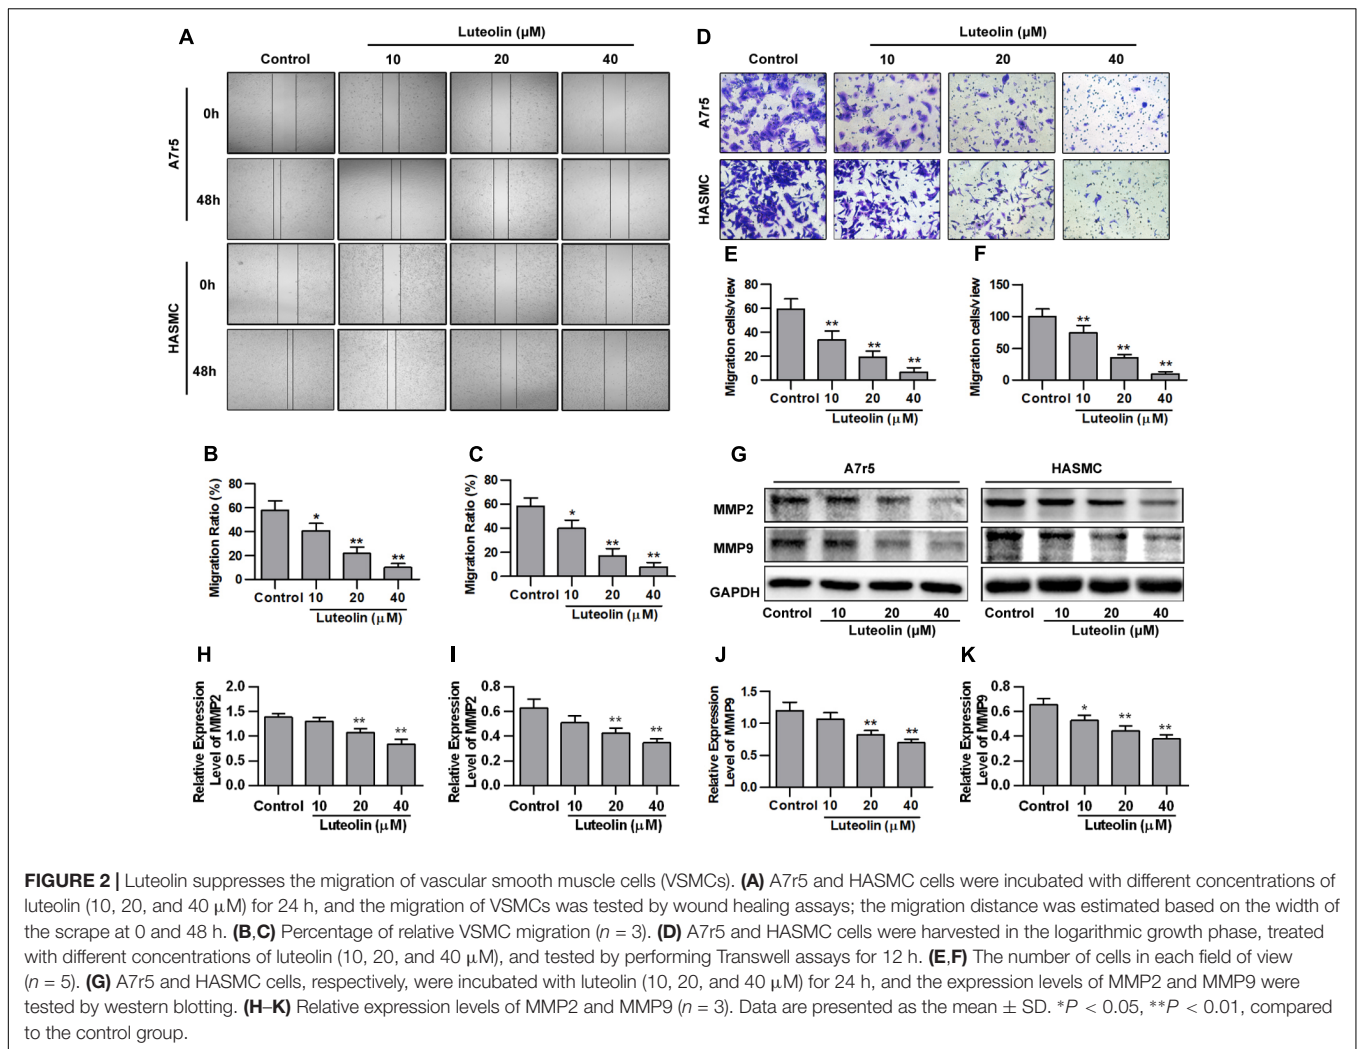 A
Luteolin (μM)
Control 10 20 40
A7r5
0h
48h
HASMC
0h
48h
D
Luteolin (μM)
Control 10 20 40
A7r5
HASMC
E
Migration cells/view
80
60
40
20
0
** ** **
Control 10 20 40
Luteolin (μM)
F
Migration cells/view
150
100
50
0
** ** **
Control 10 20 40
Luteolin (μM)
B
Migration Ratio (%)
80
60
40
20
0
* ** **
Control 10 20 40
Luteolin (μM)
C
Migration Ratio (%)
80
60
40
20
0
* ** **
Control 10 20 40
Luteolin (μM)
G
A7r5 HASMC
MMP2
MMP9
GAPDH
Control 10 20 40 Control 10 20 40
Luteolin (μM) Luteolin (μM)
H
Relative Expression
Level of MMP2
2.0
1.5
1.0
0.5
0.0
** **
Control 10 20 40
Luteolin (μM)
I
Relative Expression
Level of MMP2
0.8
0.6
0.4
0.2
0.0
** **
Control 10 20 40
Luteolin (μM)
J
Relative Expression
Level of MMP9
1.5
1.0
0.5
0.0
** **
Control 10 20 40
Luteolin (μM)
K
Relative Expression
Level of MMP9
0.8
0.6
0.4
0.2
0.0
* ** **
Control 10 20 40
Luteolin (μM)
FIGURE 2 | Luteolin suppresses the migration of vascular smooth muscle cells (VSMCs). (A) A7r5 and HASMC cells were incubated with different concentrations of
luteolin (10, 20, and 40 μM) for 24 h, and the migration of VSMCs was tested by wound healing assays; the migration distance was estimated based on the width of
the scrape at 0 and 48 h. (B,C) Percentage of relative VSMC migration (n = 3). (D) A7r5 and HASMC cells were harvested in the logarithmic growth phase, treated
with different concentrations of luteolin (10, 20, and 40 μM), and tested by performing Transwell assays for 12 h. (E,F) The number of cells in each field of view
(n = 5). (G) A7r5 and HASMC cells, respectively, were incubated with luteolin (10, 20, and 40 μM) for 24 h, and the expression levels of MMP2 and MMP9 were
tested by western blotting. (H–K) Relative expression levels of MMP2 and MMP9 (n = 3). Data are presented as the mean ± SD. *P < 0.05, **P < 0.01, compared
to the control group.